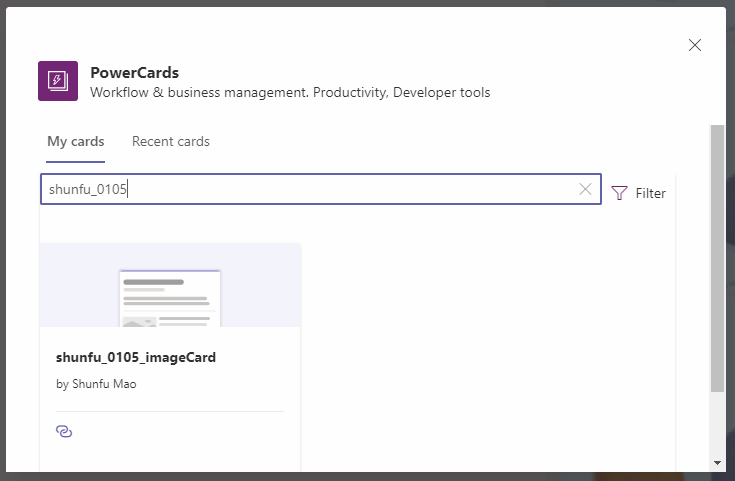 PowerCards
Workflow & business management. Productivity, Developer tools
My cards
Recent cards
shunfu_0105
Filter
shunfu_0105_imageCard
by Shunfu Mao